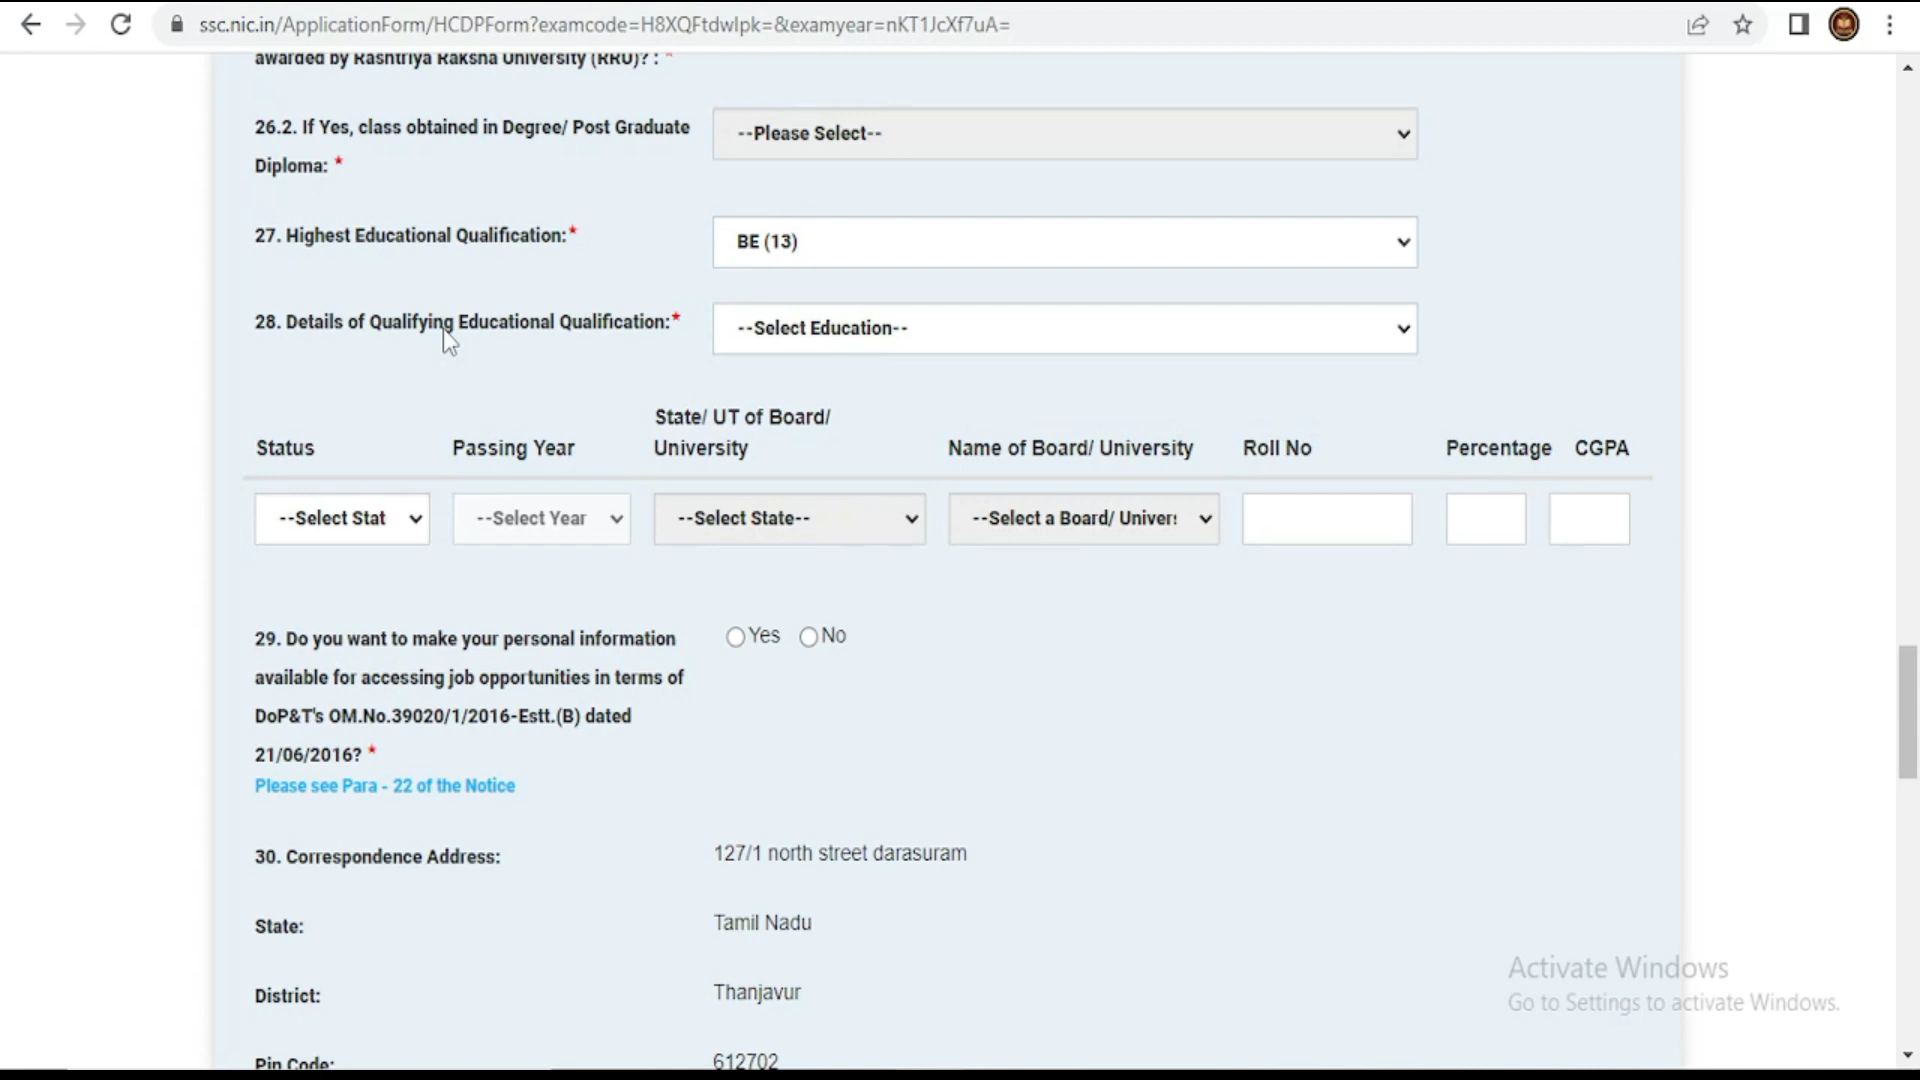 ssc.nic.in/ApplicationForm/HCDPForm?examcode=H8XQFtdwlpk=&examyear=nKT1JcXf7uA=
awarded by Rashtriya Raksha University (RRU)? : *
26.2. If Yes, class obtained in Degree/ Post Graduate
Diploma: *
--Please Select--
27. Highest Educational Qualification:*
BE (13)
28. Details of Qualifying Educational Qualification:*
--Select Education--
Status
Passing Year
State/ UT of Board/
University
Name of Board/ University
Roll No
Percentage
CGPA
--Select Stat
--Select Year
--Select State--
--Select a Board/ Univer
29. Do you want to make your personal information
available for accessing job opportunities in terms of
DoP&T's OM.No.39020/1/2016-Estt.(B) dated
21/06/2016? *
Yes No
Please see Para - 22 of the Notice
30. Correspondence Address:
127/1 north street darasuram
State:
Tamil Nadu
District:
Thanjavur
Pin Code:
612702
Activate Windows
Go to Settings to activate Windows.